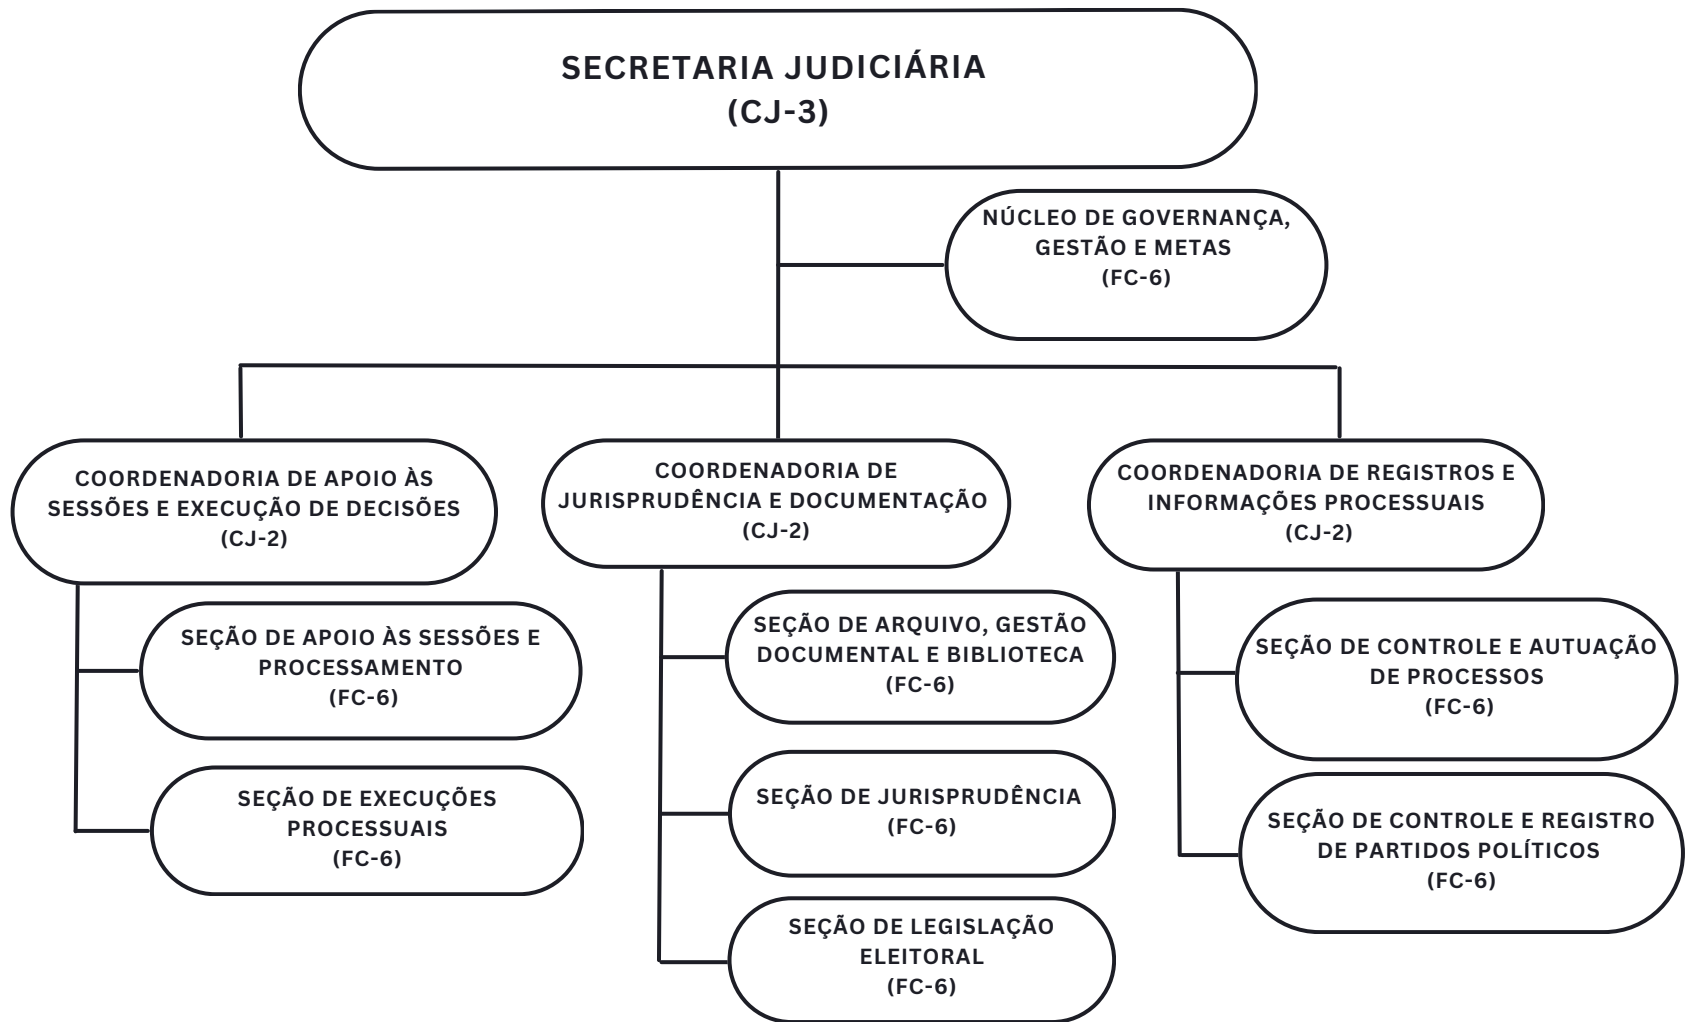 SECRETARIA JUDICIÁRIA
(CJ-3)
NÚCLEO DE GOVERNANÇA,
GESTÃO E METAS
(FC-6)
COORDENADORIA DE APOIO ÀS
SESSÕES E EXECUÇÃO DE DECISÕES
(CJ-2)
SEÇÃO DE APOIO ÀS SESSÕES E
PROCESSAMENTO
(FC-6)
SEÇÃO DE EXECUÇÕES
PROCESSUAIS
(FC-6)
COORDENADORIA DE
JURISPRUDÊNCIA E DOCUMENTAÇÃO
(CJ-2)
SEÇÃO DE ARQUIVO, GESTÃO
DOCUMENTAL E BIBLIOTECA
(FC-6)
SEÇÃO DE JURISPRUDÊNCIA
(FC-6)
SEÇÃO DE LEGISLAÇÃO
ELEITORAL
(FC-6)
COORDENADORIA DE REGISTROS E
INFORMAÇÕES PROCESSUAIS
(CJ-2)
SEÇÃO DE CONTROLE E AUTUAÇÃO
DE PROCESSOS
(FC-6)
SEÇÃO DE CONTROLE E REGISTRO
DE PARTIDOS POLÍTICOS
(FC-6)